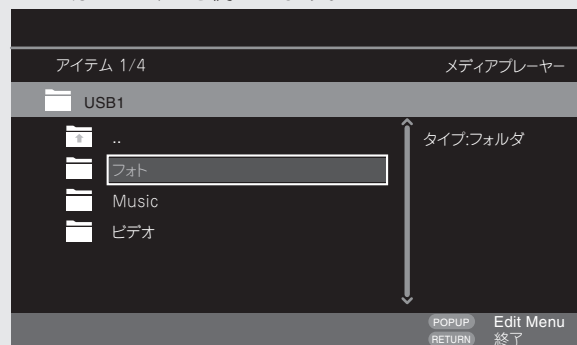 アイテム 1/4 メディアプレーヤー
USB1
.. タイプ:フォルダ
フォト
Music
ビデオ
POPUP Edit Menu
RETURN 終了